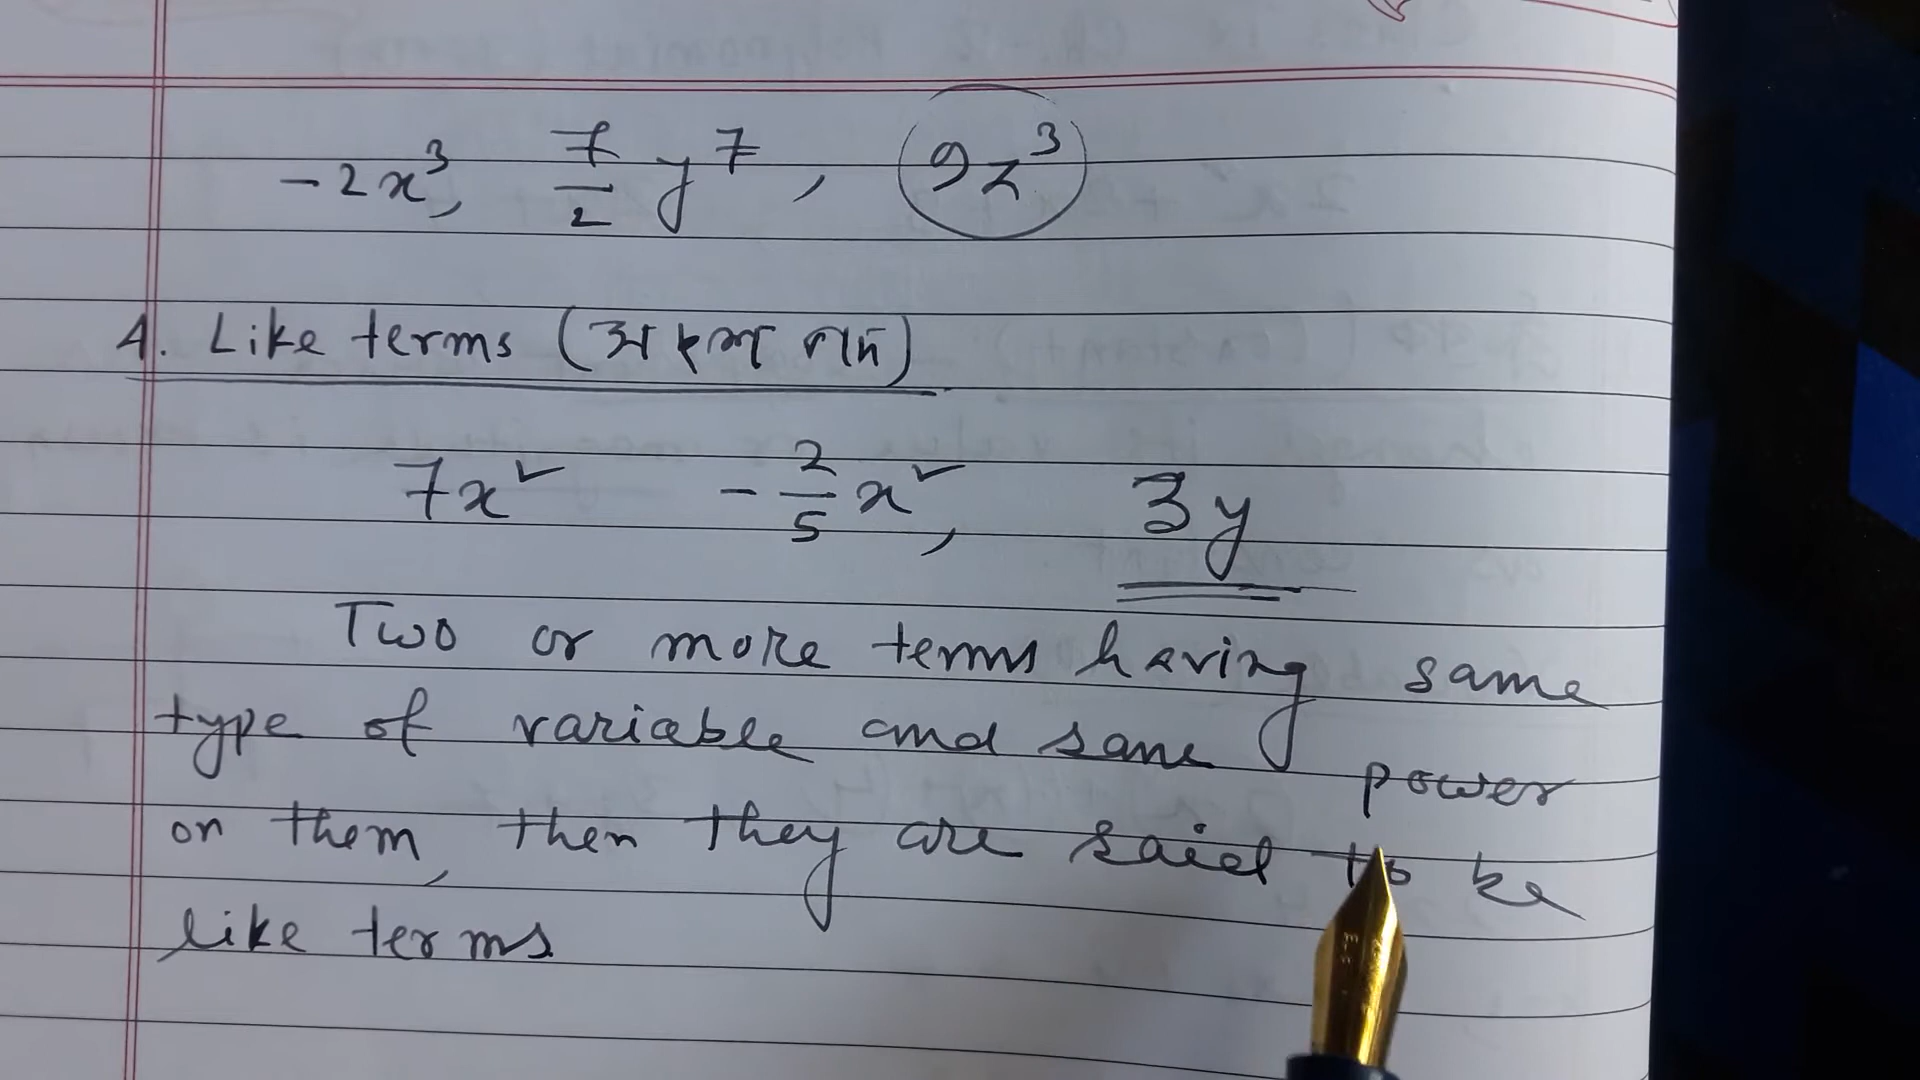 -2x³, 7/2 y⁷, 9z³
4. Like terms (
7x² -2/5 x², 3y
Two or more terms having same
type of variable and same power
on them, then they are said to be
like terms